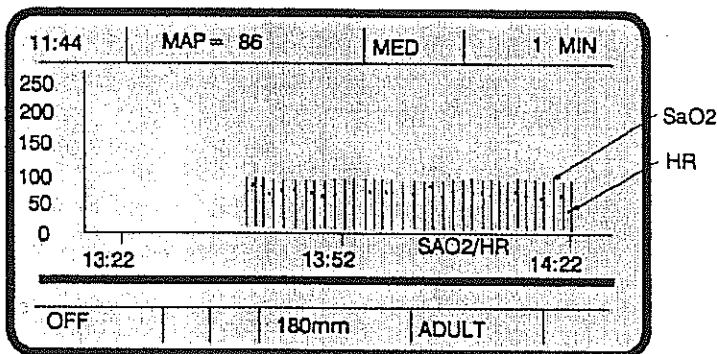 11:44 MAP = 86 MED 1 MIN
250
200
150
100
50
0
SaO2
HR
SAO2/HR
13:22 13:52 14:22
OFF 180mm ADULT